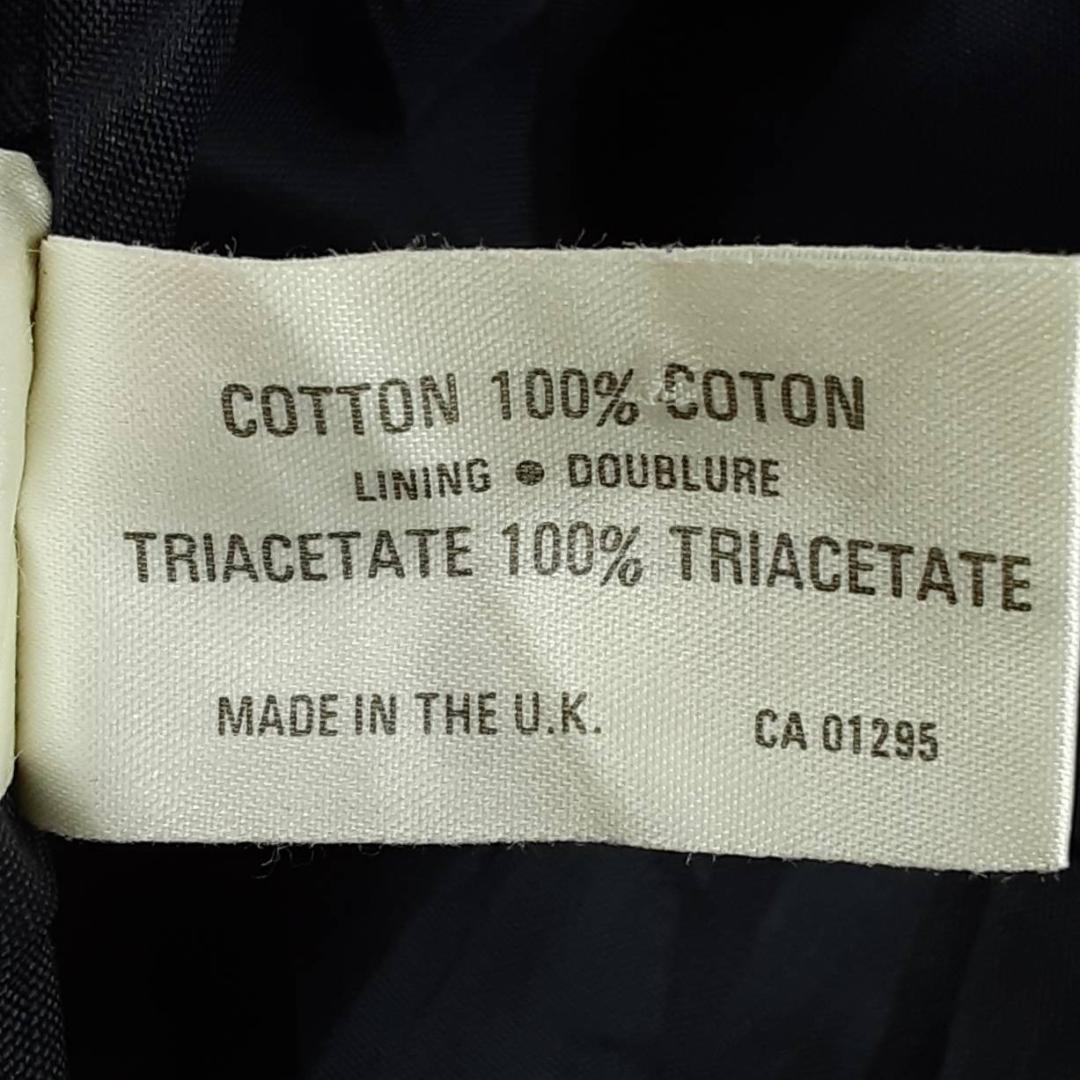 COTTON 100% COTON
LINING ● DOUBLURE
TRIACETATE 100% TRIACETATE
MADE IN THE U.K. CA 01295